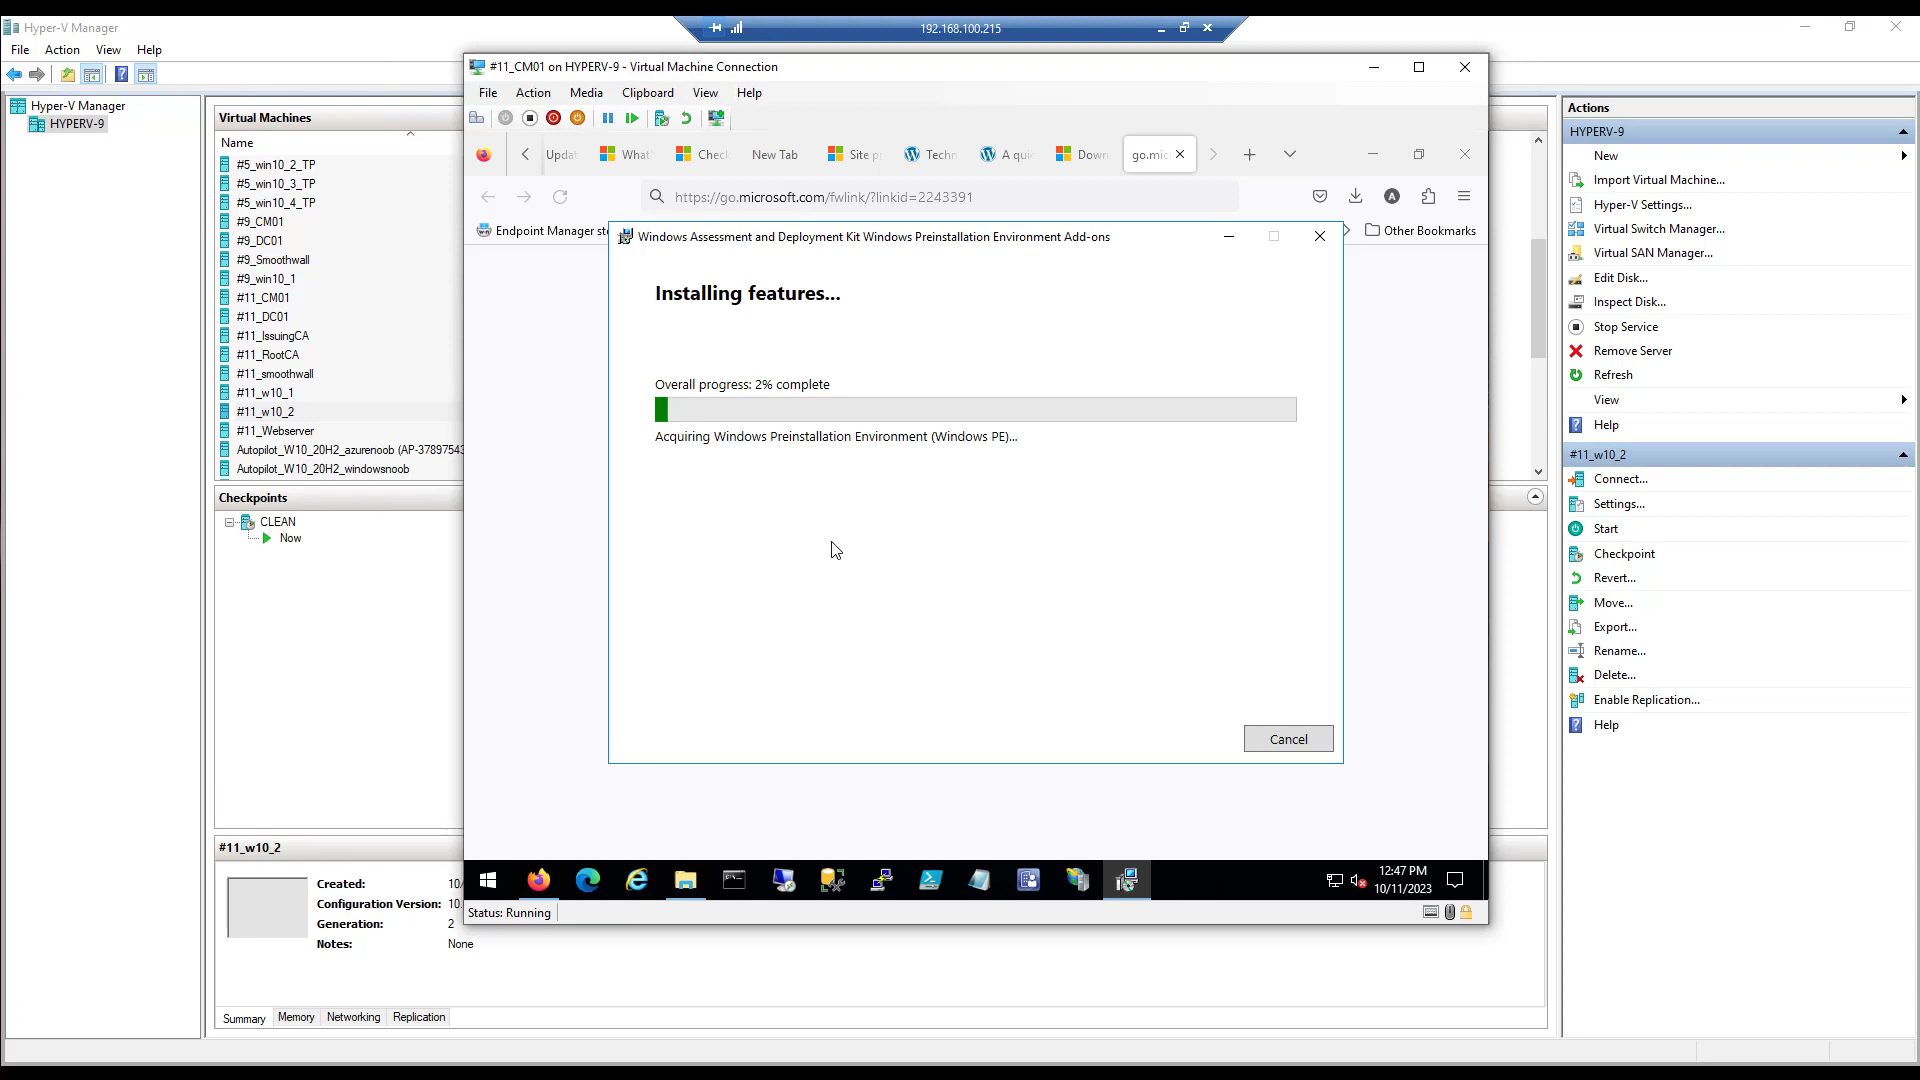 Hyper-V Manager
192.168.100.215
File Action View Help
Hyper-V Manager
HYPERV-9
Virtual Machines
Name
#5_win10_2_TP
#5_win10_3_TP
#5_win10_4_TP
#9_CM01
#9_DC01
#9_Smoothwall
#9_win10_1
#11_CM01
#11_DC01
#11_IssuingCA
#11_RootCA
#11_smoothwall
#11_w10_1
#11_w10_2
#11_Webserver
Autopilot_W10_20H2_azurenoob (AP-37897543
Autopilot_W10_20H2_windowsnoob
Checkpoints
CLEAN
Now
#11_w10_2
Created: 10/
Configuration Version: 10.
Generation: 2
Notes: None
Summary Memory Networking Replication
#11_CM01 on HYPERV-9 - Virtual Machine Connection
File Action Media Clipboard View Help
Updat What Check New Tab Site p Techn A quic Down go.mic
https://go.microsoft.com/fwlink/?linkid=2243391
Endpoint Manager st Other Bookmarks
Windows Assessment and Deployment Kit Windows Preinstallation Environment Add-ons
Installing features...
Overall progress: 2% complete
Acquiring Windows Preinstallation Environment (Windows PE)...
Cancel
12:47 PM
10/11/2023
Status: Running
Actions
HYPERV-9
New
Import Virtual Machine...
Hyper-V Settings...
Virtual Switch Manager...
Virtual SAN Manager...
Edit Disk...
Inspect Disk...
Stop Service
Remove Server
Refresh
View
Help
#11_w10_2
Connect...
Settings...
Start
Checkpoint
Revert...
Move...
Export...
Rename...
Delete...
Enable Replication...
Help